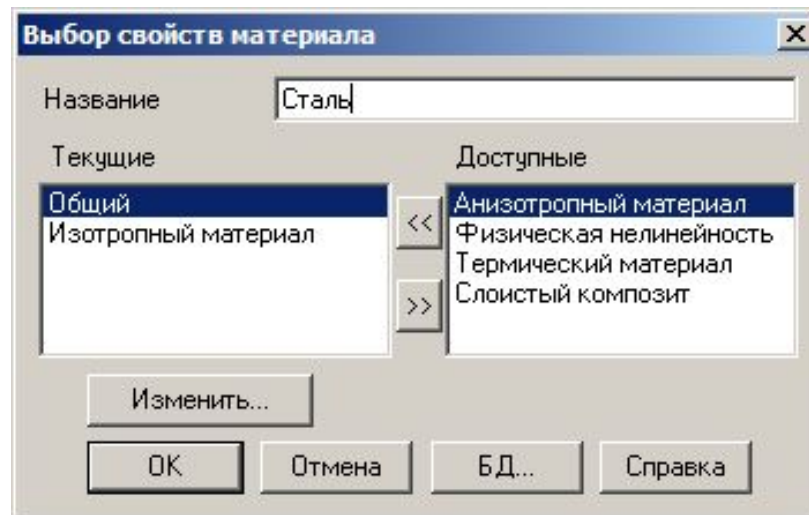 Выбор свойств материала
Название
Сталь
Текущие
Доступные
Общий
Изотропный материал
<<
>>
Анизотропный материал
Физическая нелинейность
Термический материал
Слоистый композит
Изменить...
OK
Отмена
БД...
Справка